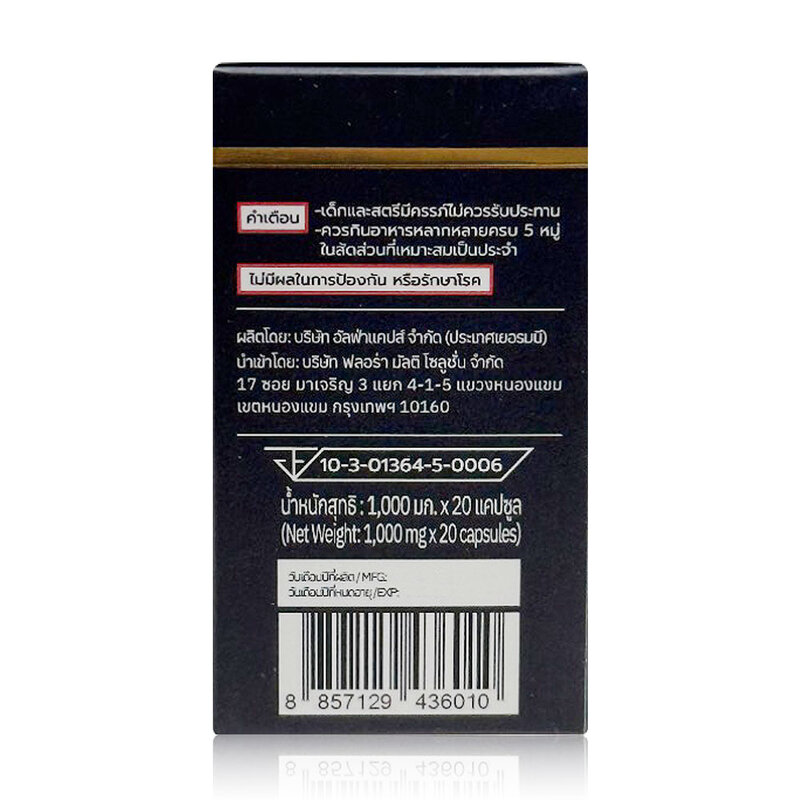 คำเตือน
-เด็กและสตรีมีครรภ์ไม่ควรรับประทาน
-ควรกินอาหารหลากหลายครบ 5 หมู่
ในสัดส่วนที่เหมาะสมเป็นประจำ
ไม่มีผลในการป้องกัน หรือรักษาโรค
ผลิตโดย: บริษัท อัลฟ่าแคปส์ จำกัด (ประเทศเยอรมนี)
นำเข้าโดย: บริษัท ฟลอร่า มัลติ โซลูชั่น จำกัด
17 ซอย มาเจริญ 3 แยก 4-1-5 แขวงหนองแขม
เขตหนองแขม กรุงเทพฯ 10160
10-3-01364-5-0006
น้ำหนักสุทธิ : 1,000 มก. x 20 แคปซูล
(Net Weight: 1,000 mg x 20 capsules)
วันเดือนปีที่ผลิต / MFG:
วันเดือนปีที่หมดอายุ / EXP:
8 857129 436010